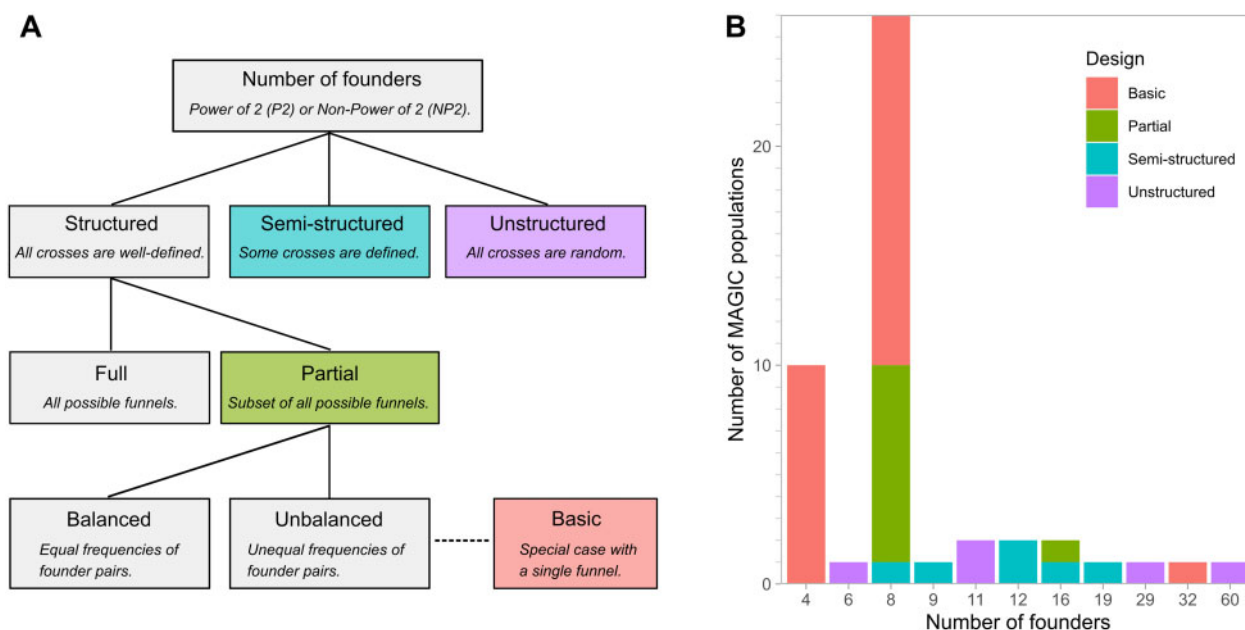 A
Number of founders
Power of 2 (P2) or Non-Power of 2 (NP2).
Structured
All crosses are well-defined.
Semi-structured
Some crosses are defined.
Unstructured
All crosses are random.
Full
All possible funnels.
Partial
Subset of all possible funnels.
Balanced
Equal frequencies of
founder pairs.
Unbalanced
Unequal frequencies of
founder pairs.
Basic
Special case with
a single funnel.
B
Number of MAGIC populations
20
10
0
Design
Basic
Partial
Semi-structured
Unstructured
4 6 8 9 11 12 16 19 29 32 60
Number of founders